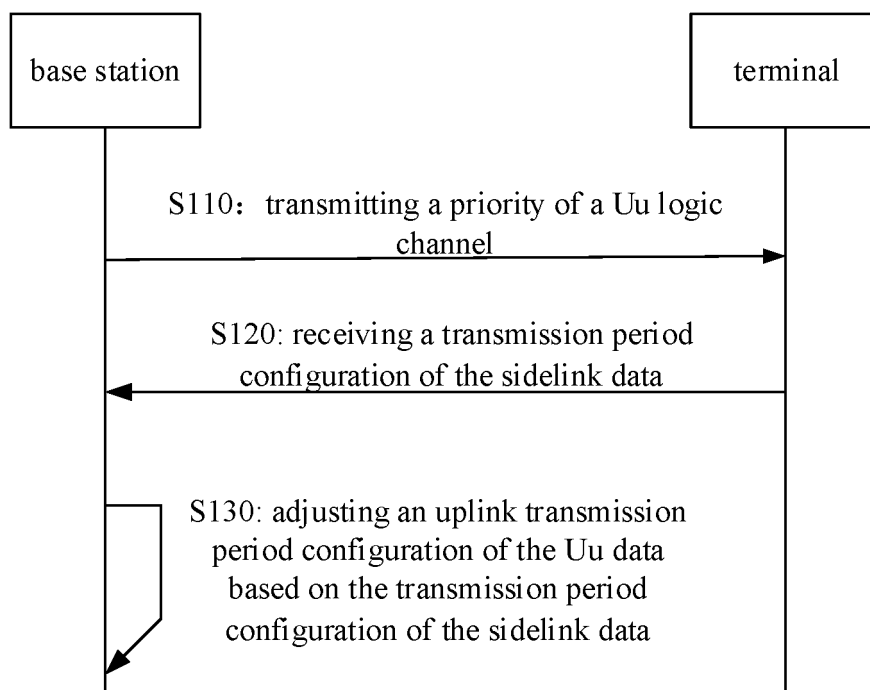 base station
terminal
S110： transmitting a priority of a Uu logic
channel
S120: receiving a transmission period
configuration of the sidelink data
S130: adjusting an uplink transmission
period configuration of the Uu data
based on the transmission period
configuration of the sidelink data